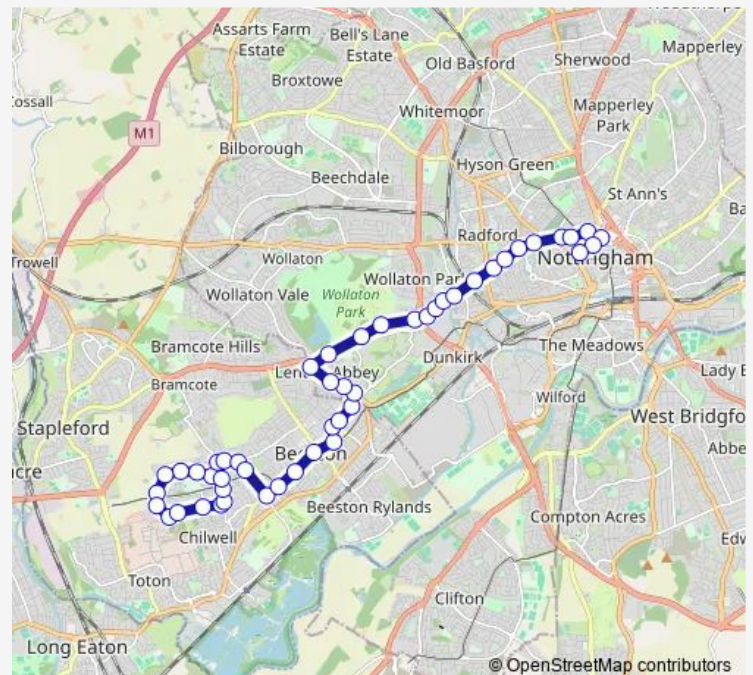 Assarts Farm
Estate
Bell's Lane
Estate
Old Basford
Sherwood
Mapperley
Broxtowe
Whitemoor
Mapperley
Park
M1
Bilborough
Hyson Green
Beechdale
St Ann's
Radford
Trowell
Wollaton
Nottingham
Wollaton Vale
Wollaton
Park
Wollaton Par
Bramcote Hills
Dunkirk
The Meadows
Lenton Abbey
Lady B
Bramcote
Wilford
Stapleford
West Bridgfo
Beeston
Abbe
Beeston Rylands
Compton Acres
Edw
Chilwell
Toton
Clifton
Long Eaton
© OpenStreetMap contributors